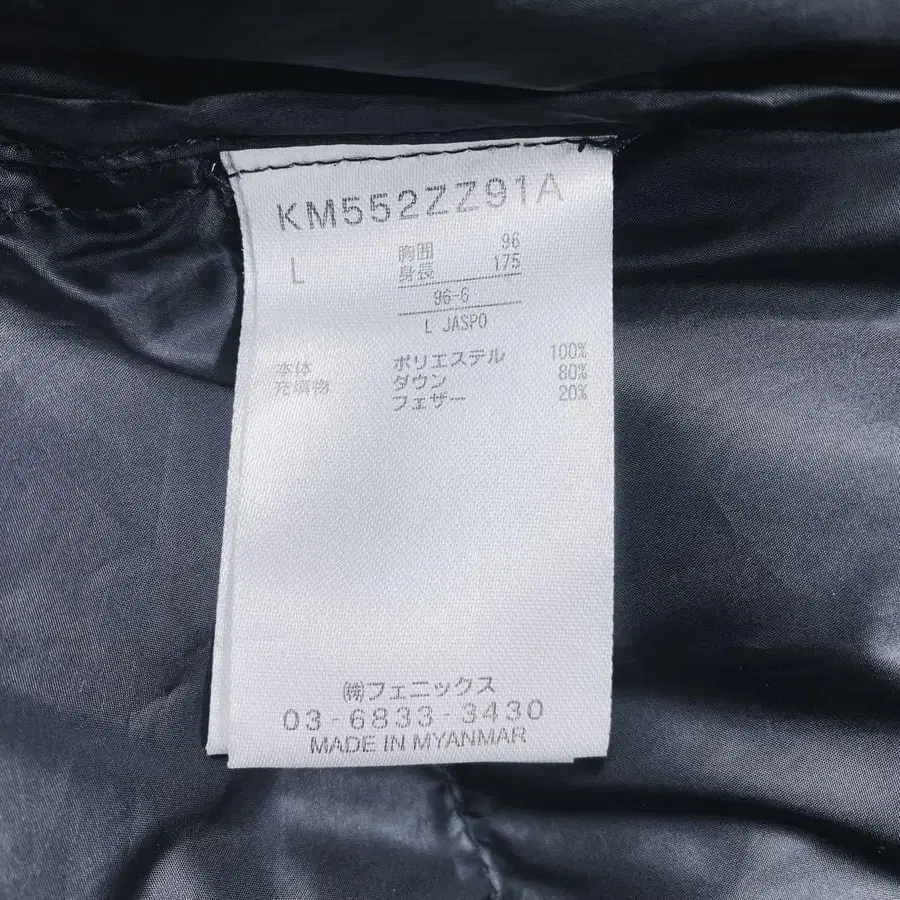 KM552ZZ91A
L 胸囲 96
身長 175
96-6
L JASPO
本体 ポリエステル 100%
充填物 ダウン 80%
フェザー 20%
㈱フェニックス
03-6833-3430
MADE IN MYANMAR